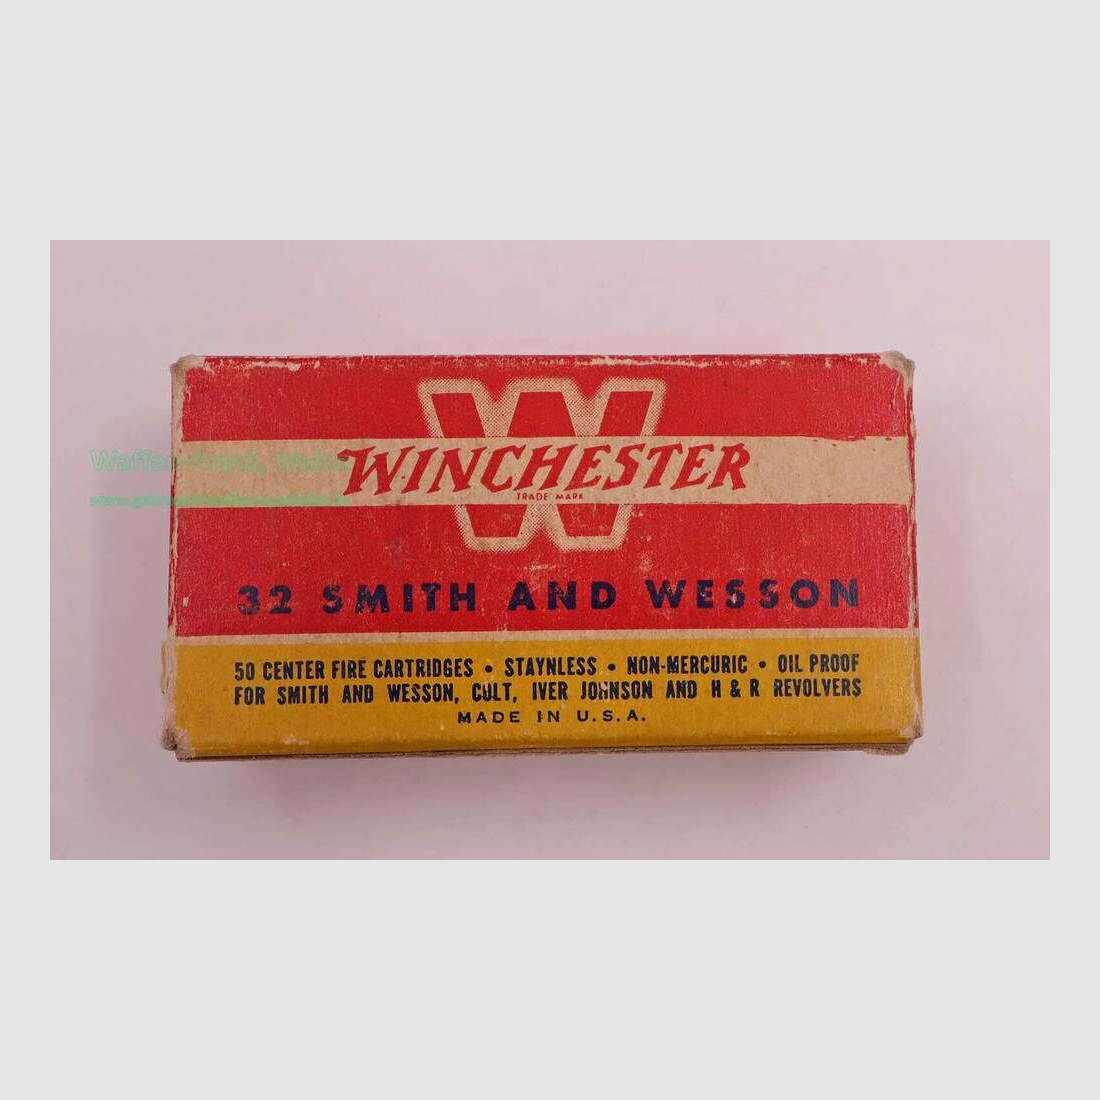 W
WINCHESTER
TRADE MARK
32 SMITH AND WESSON
50 CENTER FIRE CARTRIDGES • STAYNLESS • NON-MERCURIC • OIL PROOF
FOR SMITH AND WESSON, COLT, IVER JOHNSON AND H & R REVOLVERS
MADE IN U.S.A.